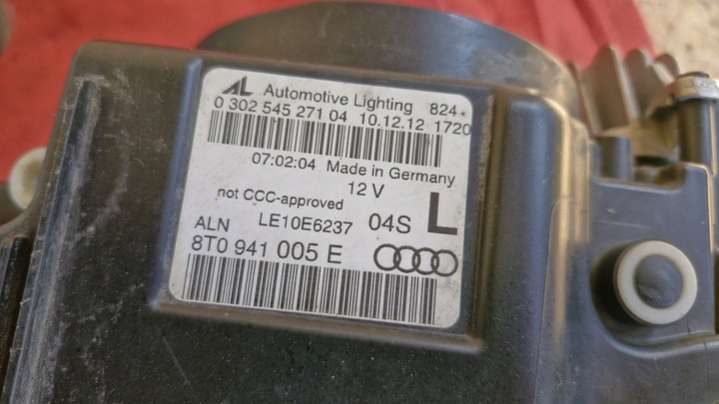 AL Automotive Lighting 824*
0 302 545 271 04 10.12.12 1720
07:02:04 Made in Germany
12 V
not CCC-approved
ALN LE10E6237 04S L
8T0 941 005 E